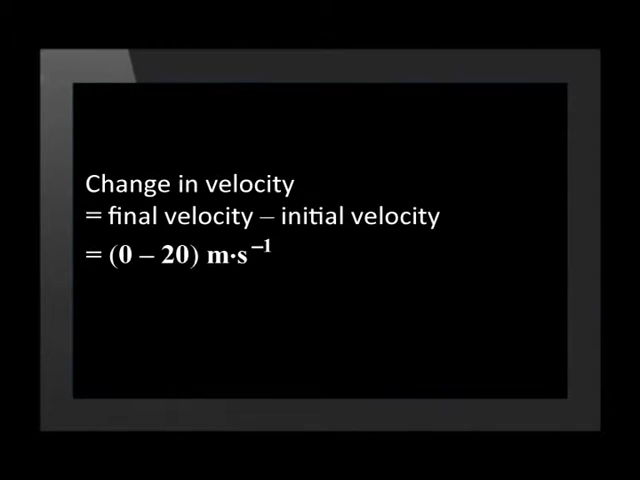 Change in velocity
= final velocity – initial velocity
= (0 – 20) m·s⁻¹